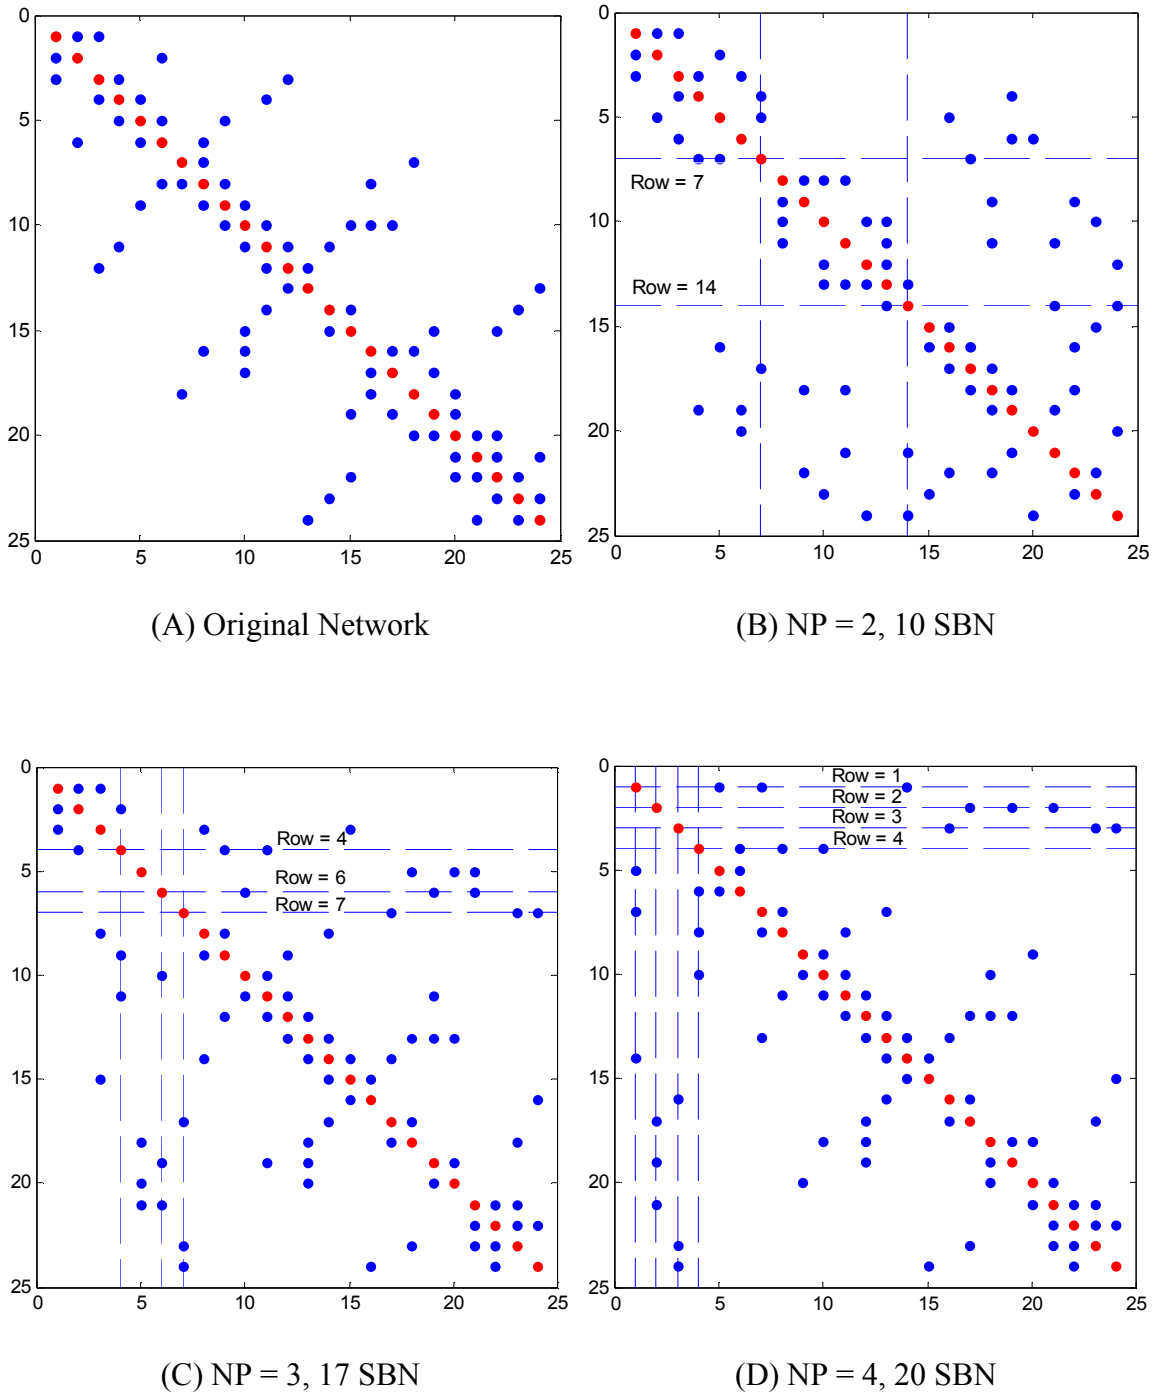 0
5
10
15
20
25
0 5 10 15 20 25
(A) Original Network
0
5
Row = 7
10
Row = 14
15
20
25
0 5 10 15 20 25
(B) NP = 2, 10 SBN
0
Row = 4
5
Row = 6
Row = 7
10
15
20
25
0 5 10 15 20 25
(C) NP = 3, 17 SBN
0
Row = 1
Row = 2
Row = 3
Row = 4
5
10
15
20
25
0 5 10 15 20 25
(D) NP = 4, 20 SBN